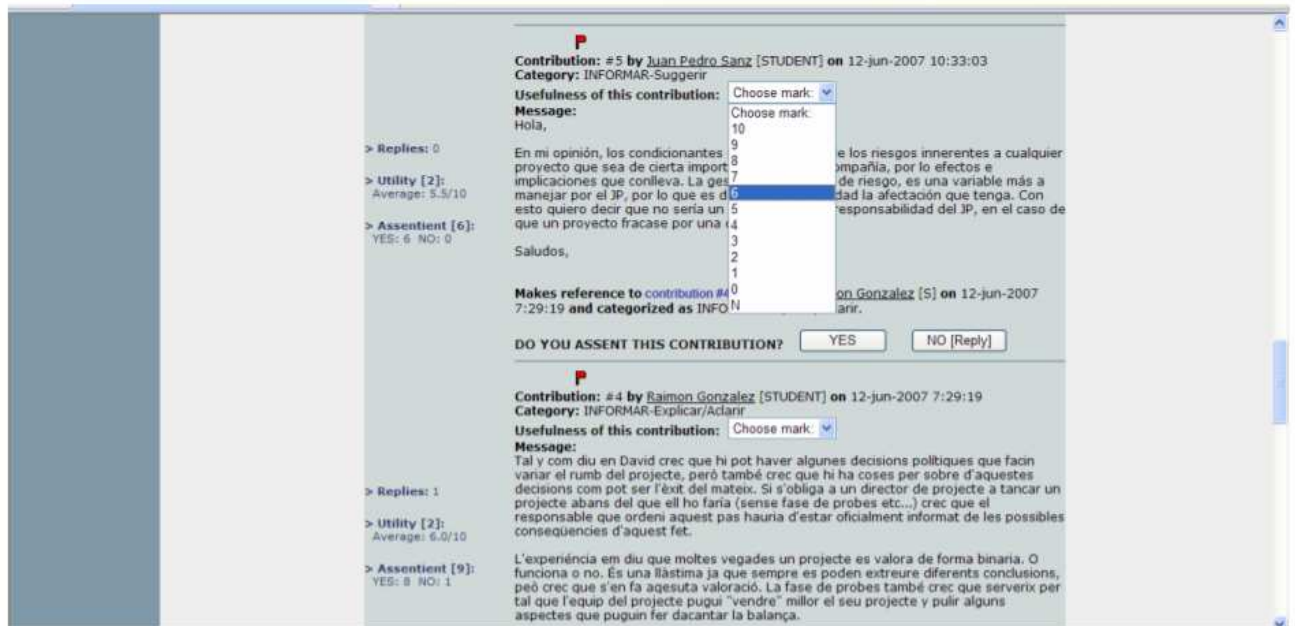 Contribution: #5 by Juan Pedro Sanz [STUDENT] on 12-jun-2007 10:33:03
Category: INFORMAR-Suggerir
Usefulness of this contribution: Choose mark:
Message:
Hola,
Choose mark:
10
9
8
7
6
5
4
3
2
1
0
N
> Replies: 0
> Utility [2]:
Average: 5.5/10
> Assentient [6]:
YES: 6 NO: 0
En mi opinión, los condicionantes e los riesgos innerentes a cualquier
proyecto que sea de cierta import ompañía, por lo efectos e
implicaciones que conlleva. La ges de riesgo, es una variable más a
manejar por el JP, por lo que es d dad la afectación que tenga. Con
esto quiero decir que no sería un esponsabilidad del JP, en el caso de
que un proyecto fracase por una
Saludos,
Makes reference to contribution #4 on Gonzalez [S] on 12-jun-2007
7:29:19 and categorized as INFO arir.
DO YOU ASSENT THIS CONTRIBUTION? YES NO [Reply]
Contribution: #4 by Raimon Gonzalez [STUDENT] on 12-jun-2007 7:29:19
Category: INFORMAR-Explicar/Aclarir
Usefulness of this contribution: Choose mark:
Message:
> Replies: 1
> Utility [2]:
Average: 6.0/10
> Assentient [9]:
YES: 8 NO: 1
Tal y com diu en David crec que hi pot haver algunes decisions polítiques que facin
variar el rumb del projecte, però també crec que hi ha coses per sobre d'aquestes
decisions com pot ser l'èxit del mateix. Si s'obliga a un director de projecte a tancar un
projecte abans del que ell ho faria (sense fase de probes etc...) crec que el
responsable que ordeni aquest pas hauria d'estar oficialment informat de les possibles
conseqüencies d'aquest fet.
L'experiéncia em diu que moltes vegades un projecte es valora de forma binaria. O
funciona o no. És una llàstima ja que sempre es poden extreure diferents conclusions,
peò crec que s'en fa aqesuta valoració. La fase de probes també crec que serverix per
tal que l'equip del projecte pugui "vendre" millor el seu projecte y pulir alguns
aspectes que puguin fer dacantar la balança.